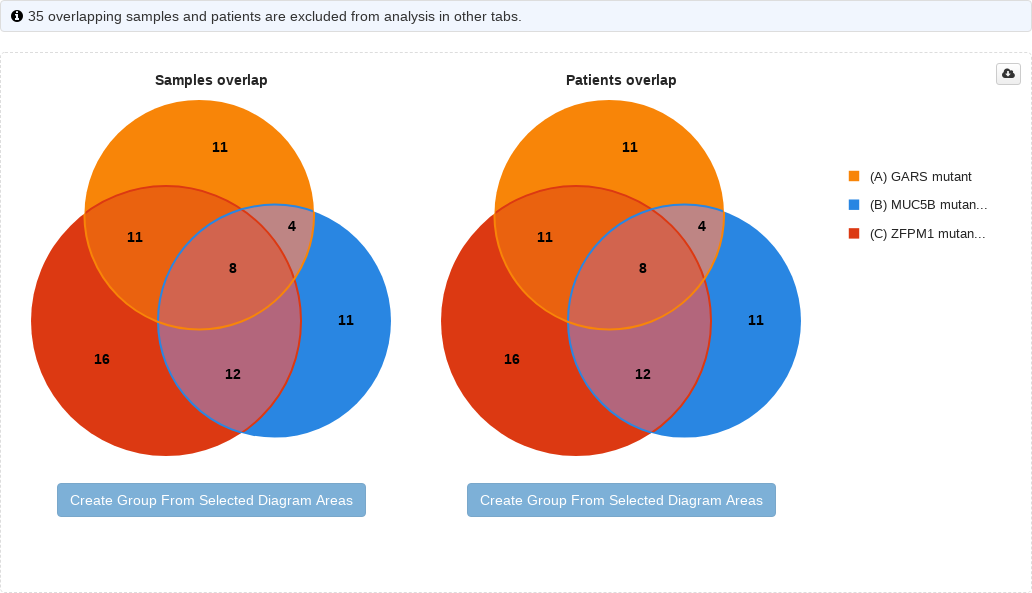 35 overlapping samples and patients are excluded from analysis in other tabs.
Samples overlap
11
11
4
8
11
16
12
Create Group From Selected Diagram Areas
Patients overlap
11
11
4
8
11
16
12
Create Group From Selected Diagram Areas
(A) GARS mutant
(B) MUC5B mutan...
(C) ZFPM1 mutan...